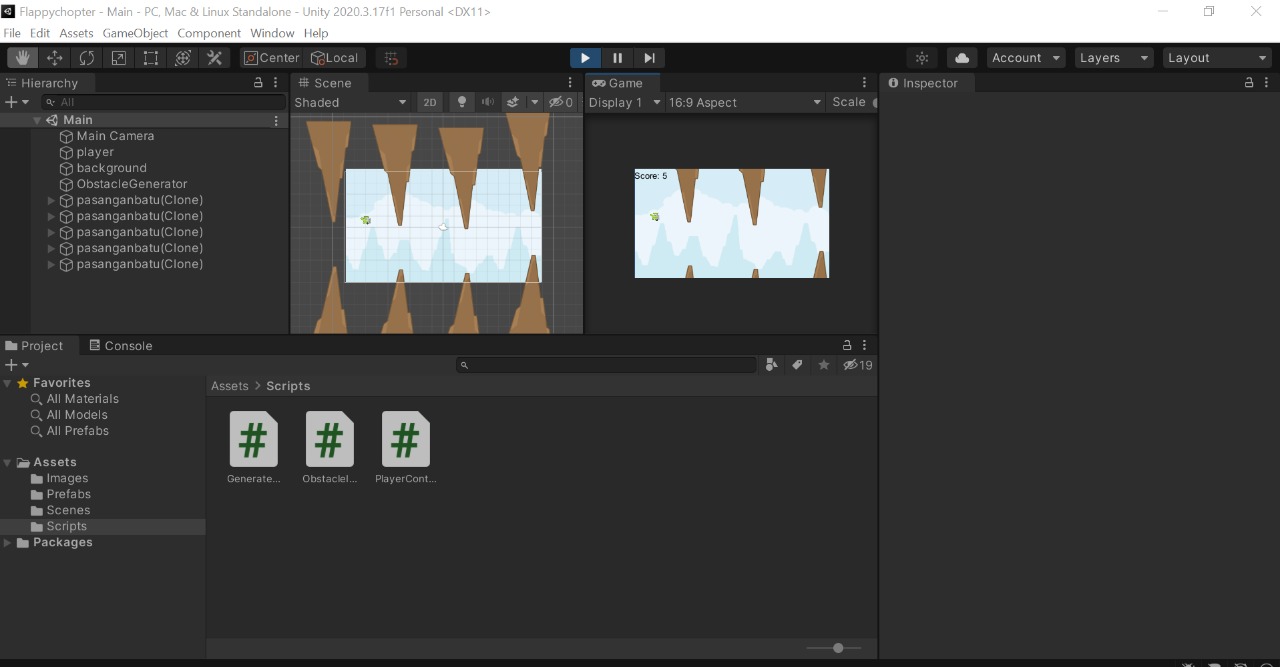 Flappychopter - Main - PC, Mac & Linux Standalone - Unity 2020.3.17f1 Personal <DX11>
File Edit Assets GameObject Component Window Help
Center Local Account Layers Layout
Hierarchy
All
Main
Main Camera
player
background
ObstacleGenerator
pasanganbatu(Clone)
pasanganbatu(Clone)
pasanganbatu(Clone)
pasanganbatu(Clone)
pasanganbatu(Clone)
Scene
Shaded 2D 0
Game
Display 1 16:9 Aspect Scale
Score: 5
Inspector
Project Console
19
Favorites
All Materials
All Models
All Prefabs
Assets
Images
Prefabs
Scenes
Scripts
Packages
Assets > Scripts
Generate... ObstacleI... PlayerCont...